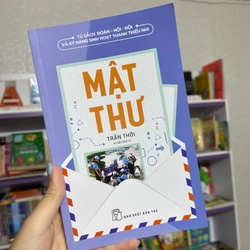 TỦ SÁCH ĐOÀN - HỘI - ĐỘI
VÀ KỸ NĂNG SINH HOẠT THANH THIẾU NHI
MẬT
THƯ
TRẦN THỜI
NHÀ XUẤT BẢN TRẺ